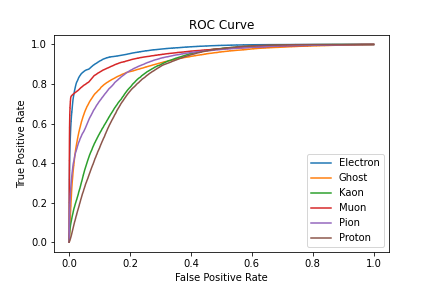 ROC Curve
True Positive Rate
1.0
0.8
0.6
0.4
0.2
0.0
Electron
Ghost
Kaon
Muon
Pion
Proton
0.0 0.2 0.4 0.6 0.8 1.0
False Positive Rate